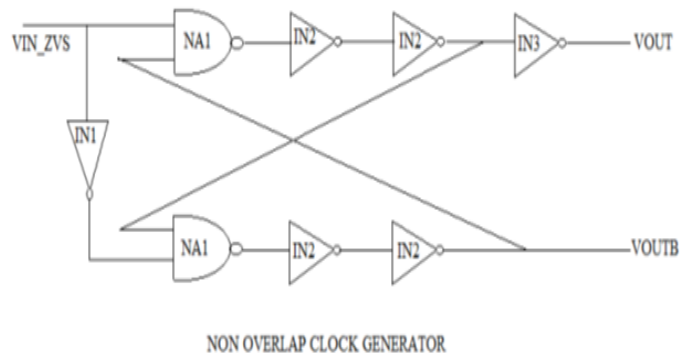 VIN_ZVS
NA1
IN2
IN2
IN3
VOUT
IN1
NA1
IN2
IN2
VOUTB
NON OVERLAP CLOCK GENERATOR